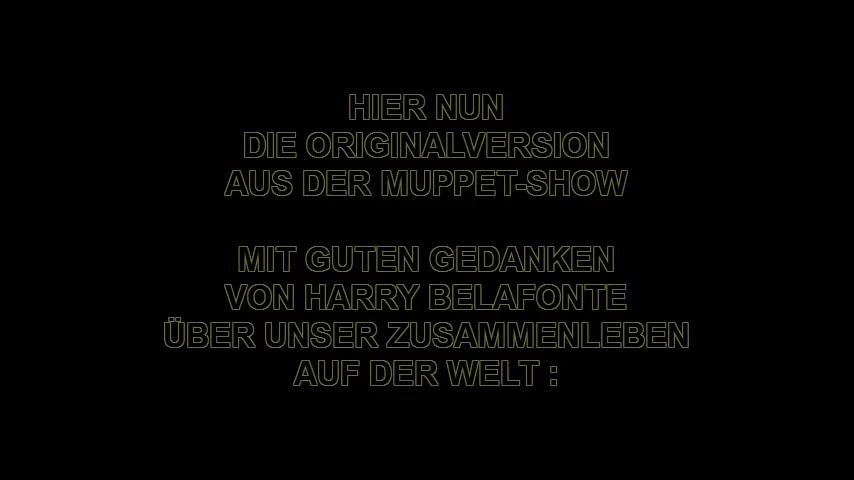 HIER NUN
DIE ORIGINALVERSION
AUS DER MUPPET-SHOW
MIT GUTEN GEDANKEN
VON HARRY BELAFONTE
ÜBER UNSER ZUSAMMENLEBEN
AUF DER WELT :